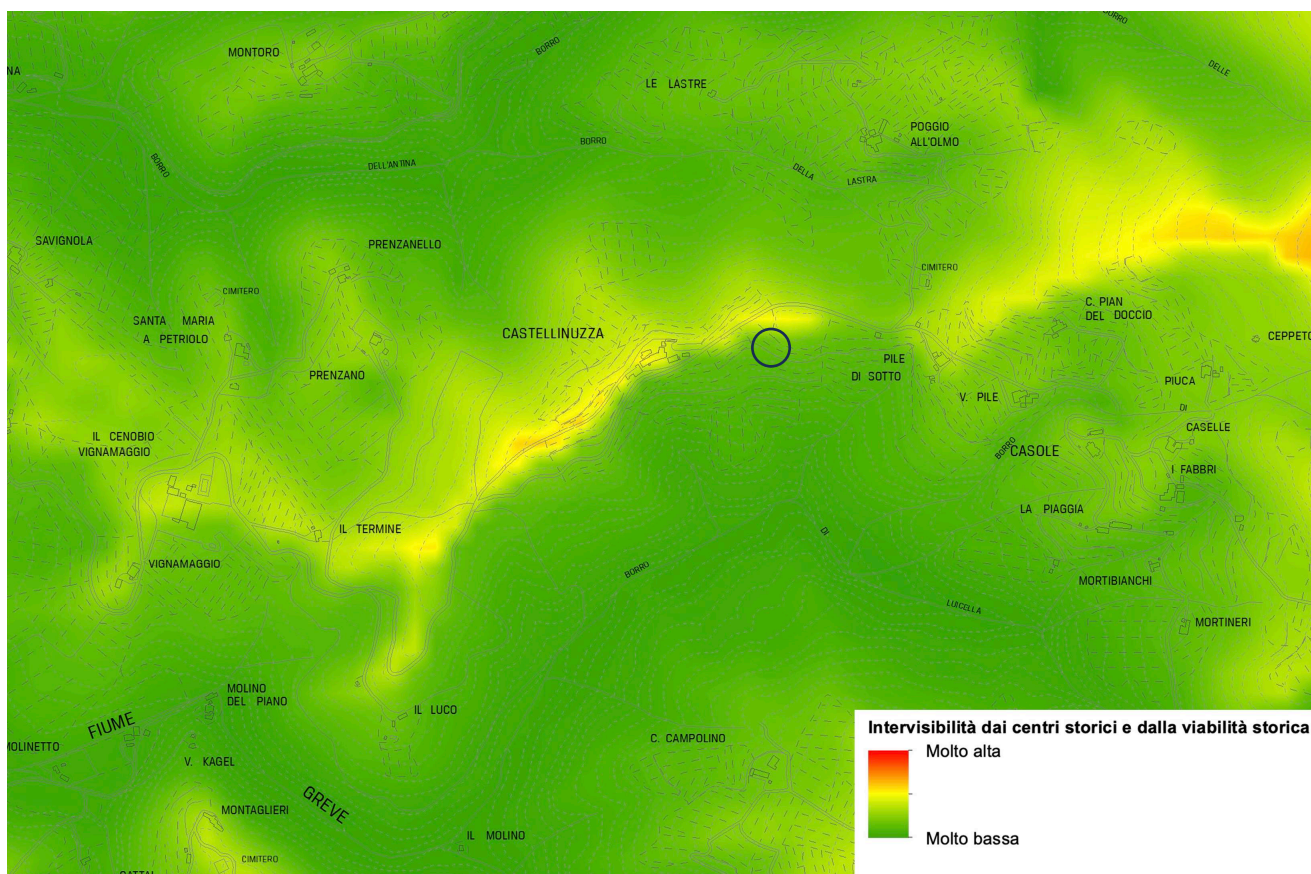 BORRO
MONTORO
BORRO
NA
DELLE
LE LASTRE
POGGIO
ALL'OLMO
BORRO
BORRO
DELL'ANTINA
DELLA
LASTRA
SAVIGNOLA
PRENZANELLO
CIMITERO
CIMITERO
C. PIAN
DEL DOCCIO
SANTA MARIA
A PETRIOLO
CASTELLINUZZA
CEPPETO
PILE
DI SOTTO
PRENZANO
PIUCA
V. PILE
DI
CASELLE
IL CENOBIO
VIGNAMAGGIO
BORRO
CASOLE
I FABBRI
LA PIAGGIA
IL TERMINE
DI
VIGNAMAGGIO
BORRO
MORTIBIANCHI
LUICELLA
MORTINERI
MOLINO
DEL PIANO
IL LUCO
FIUME
MOLINETTO
C. CAMPOLINO
V. KAGEL
GREVE
MONTAGLIERI
IL MOLINO
CIMITERO
Intervisibilità dai centri storici e dalla viabilità storica
Molto alta
Molto bassa